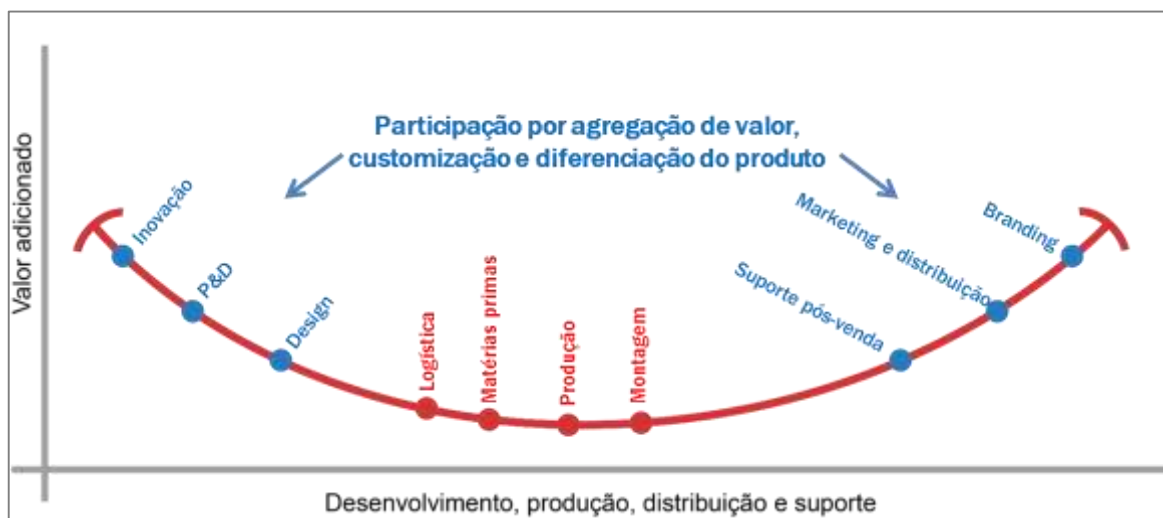 Participação por agregação de valor,
customização e diferenciação do produto
Valor adicionado
Inovação
P&D
Design
Logística
Matérias primas
Produção
Montagem
Suporte pós-venda
Marketing e distribuição
Branding
Desenvolvimento, produção, distribuição e suporte